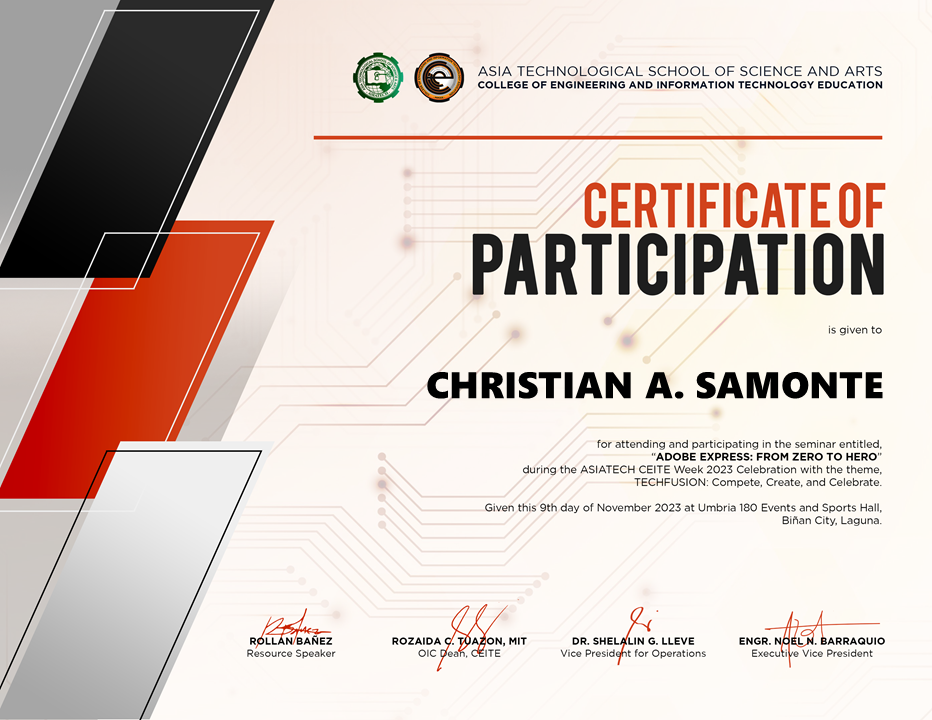 ASIA TECHNOLOGICAL SCHOOL OF SCIENCE AND ARTS
COLLEGE OF ENGINEERING AND INFORMATION TECHNOLOGY EDUCATION
CERTIFICATE OF
PARTICIPATION
is given to
CHRISTIAN A. SAMONTE
for attending and participating in the seminar entitled,
“ADOBE EXPRESS: FROM ZERO TO HERO”
during the ASIATECH CEITE Week 2023 Celebration with the theme,
TECHFUSION: Compete, Create, and Celebrate.
Given this 9th day of November 2023 at Umbria 180 Events and Sports Hall,
Biñan City, Laguna.
ROLLAN BAÑEZ
Resource Speaker
ROZAIDA C. TUAZON, MIT
OIC Dean, CEITE
DR. SHELALIN G. LLEVE
Vice President for Operations
ENGR. NOEL N. BARRAQUIO
Executive Vice President